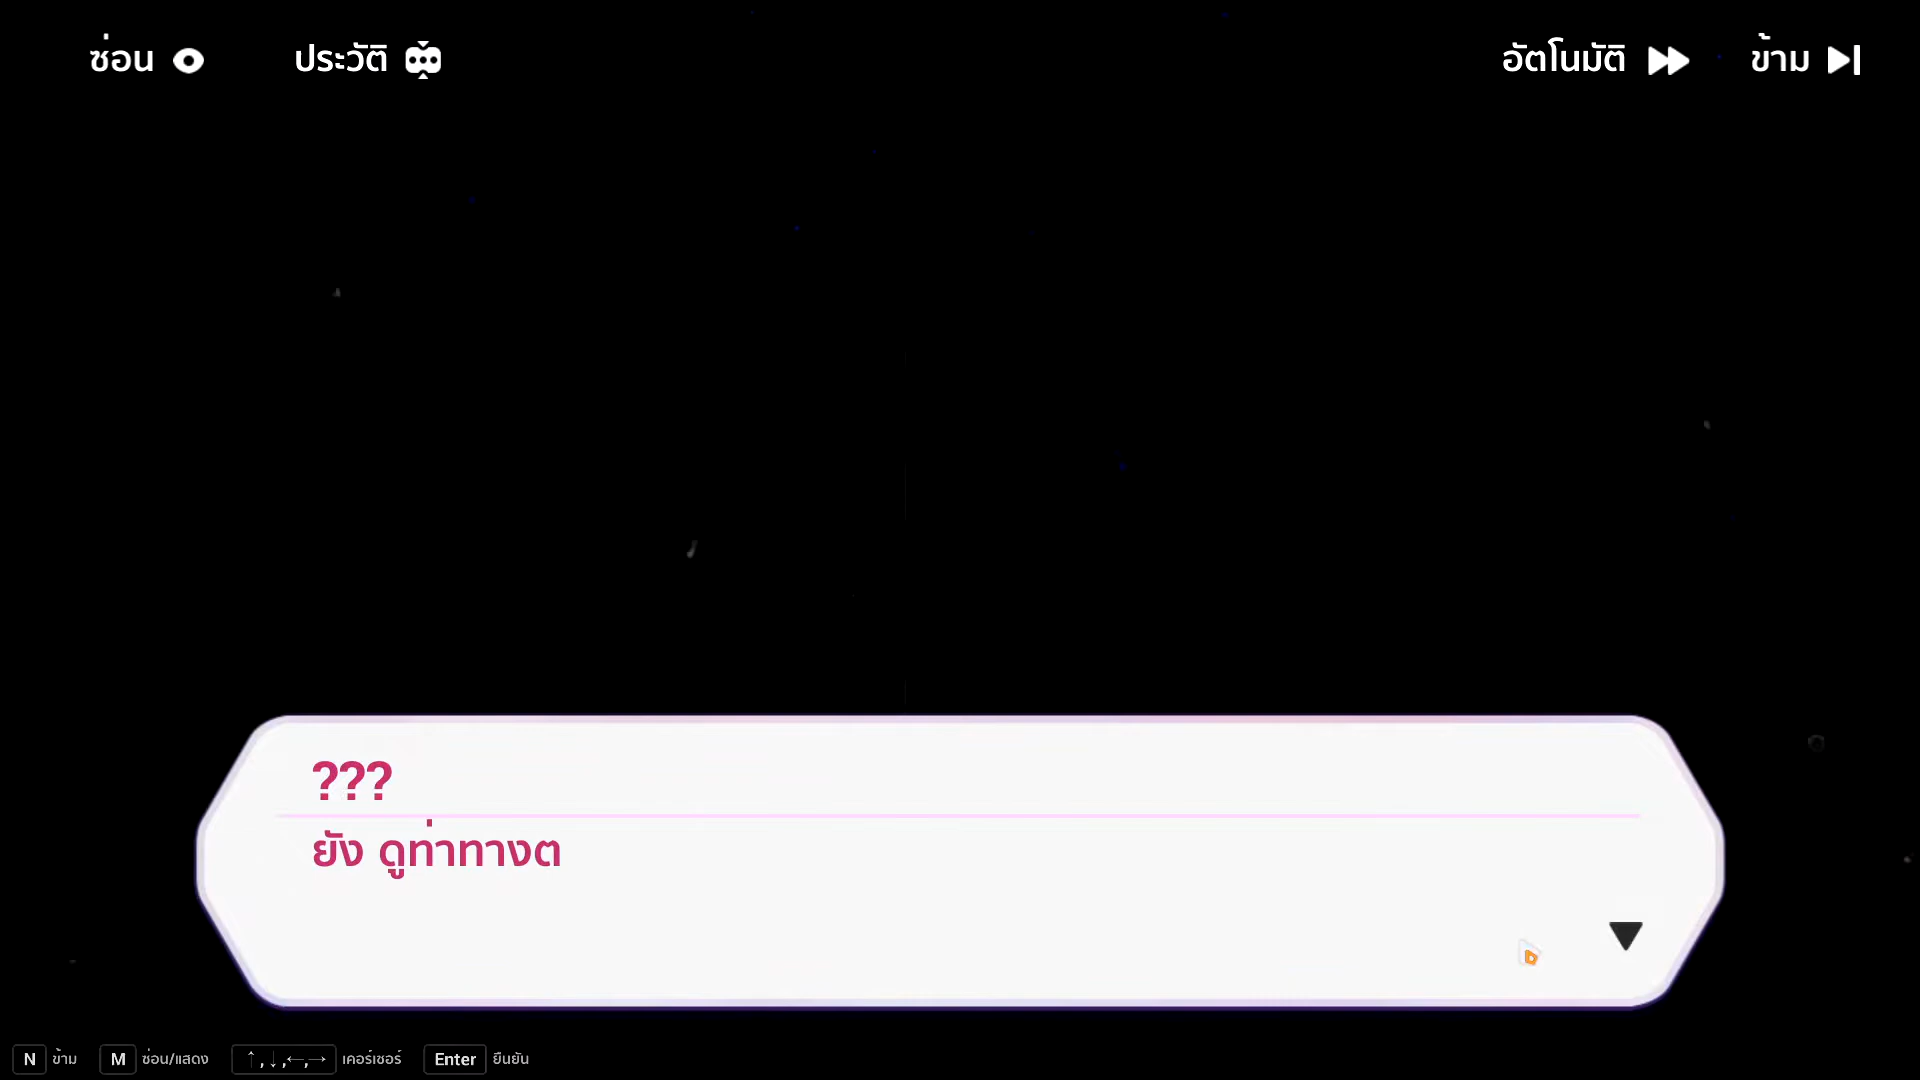 ซ่อน ประวัติ อัตโนมัติ ข้าม
???
ยัง ดูท่าทางต
N ข้าม M ซ่อน/แสดง ↑,↓,←,→ เคอร์เซอร์ Enter ยืนยัน